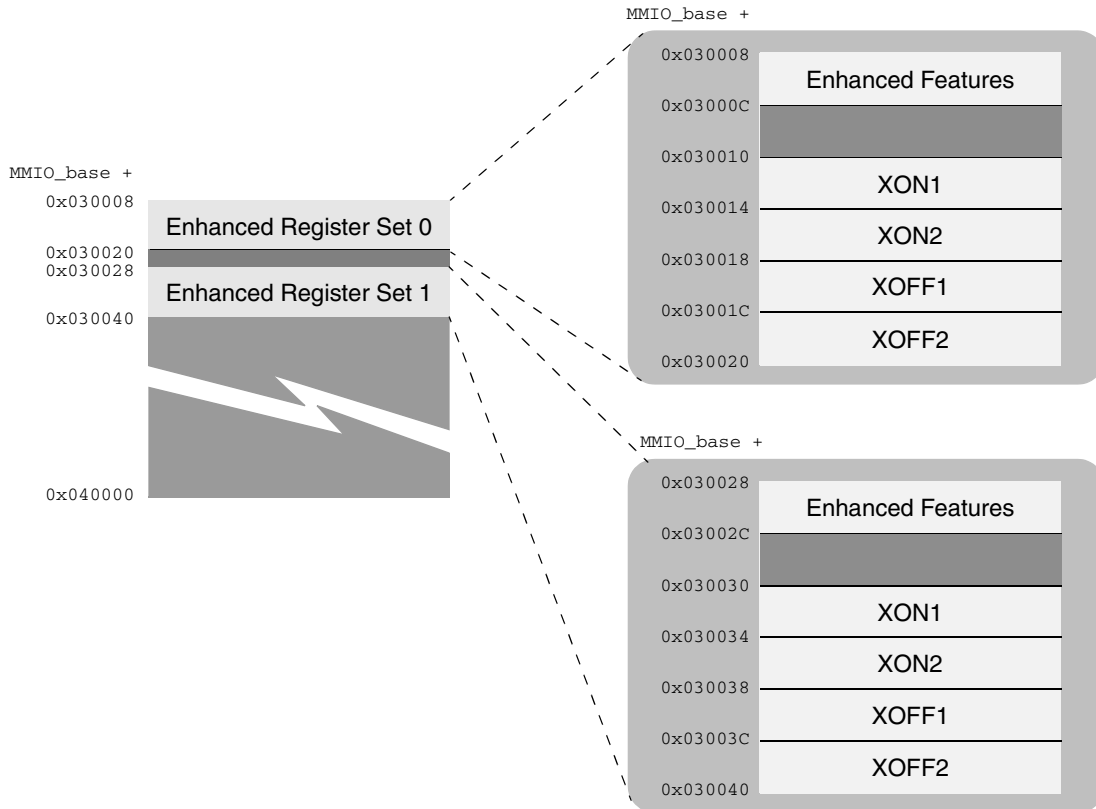 MMIO_base +
0x030008
Enhanced Register Set 0
0x030020
0x030028
Enhanced Register Set 1
0x030040
0x040000
MMIO_base +
0x030008
Enhanced Features
0x03000C
0x030010
XON1
0x030014
XON2
0x030018
XOFF1
0x03001C
XOFF2
0x030020
MMIO_base +
0x030028
Enhanced Features
0x03002C
0x030030
XON1
0x030034
XON2
0x030038
XOFF1
0x03003C
XOFF2
0x030040